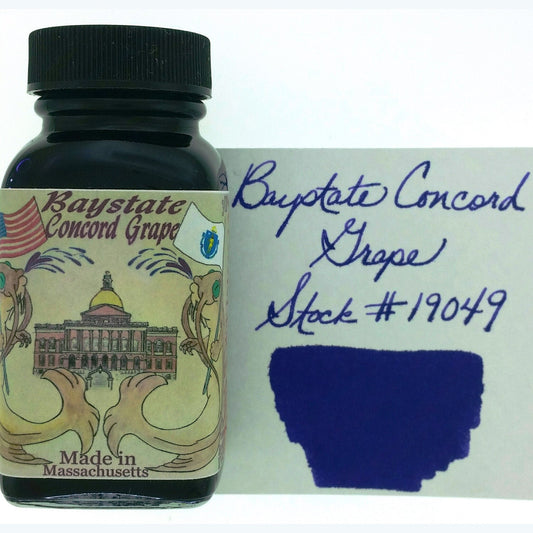 Baystate
Concord Grape
Made in
Massachusetts
Baystate Concord
Grape
Stock #19049